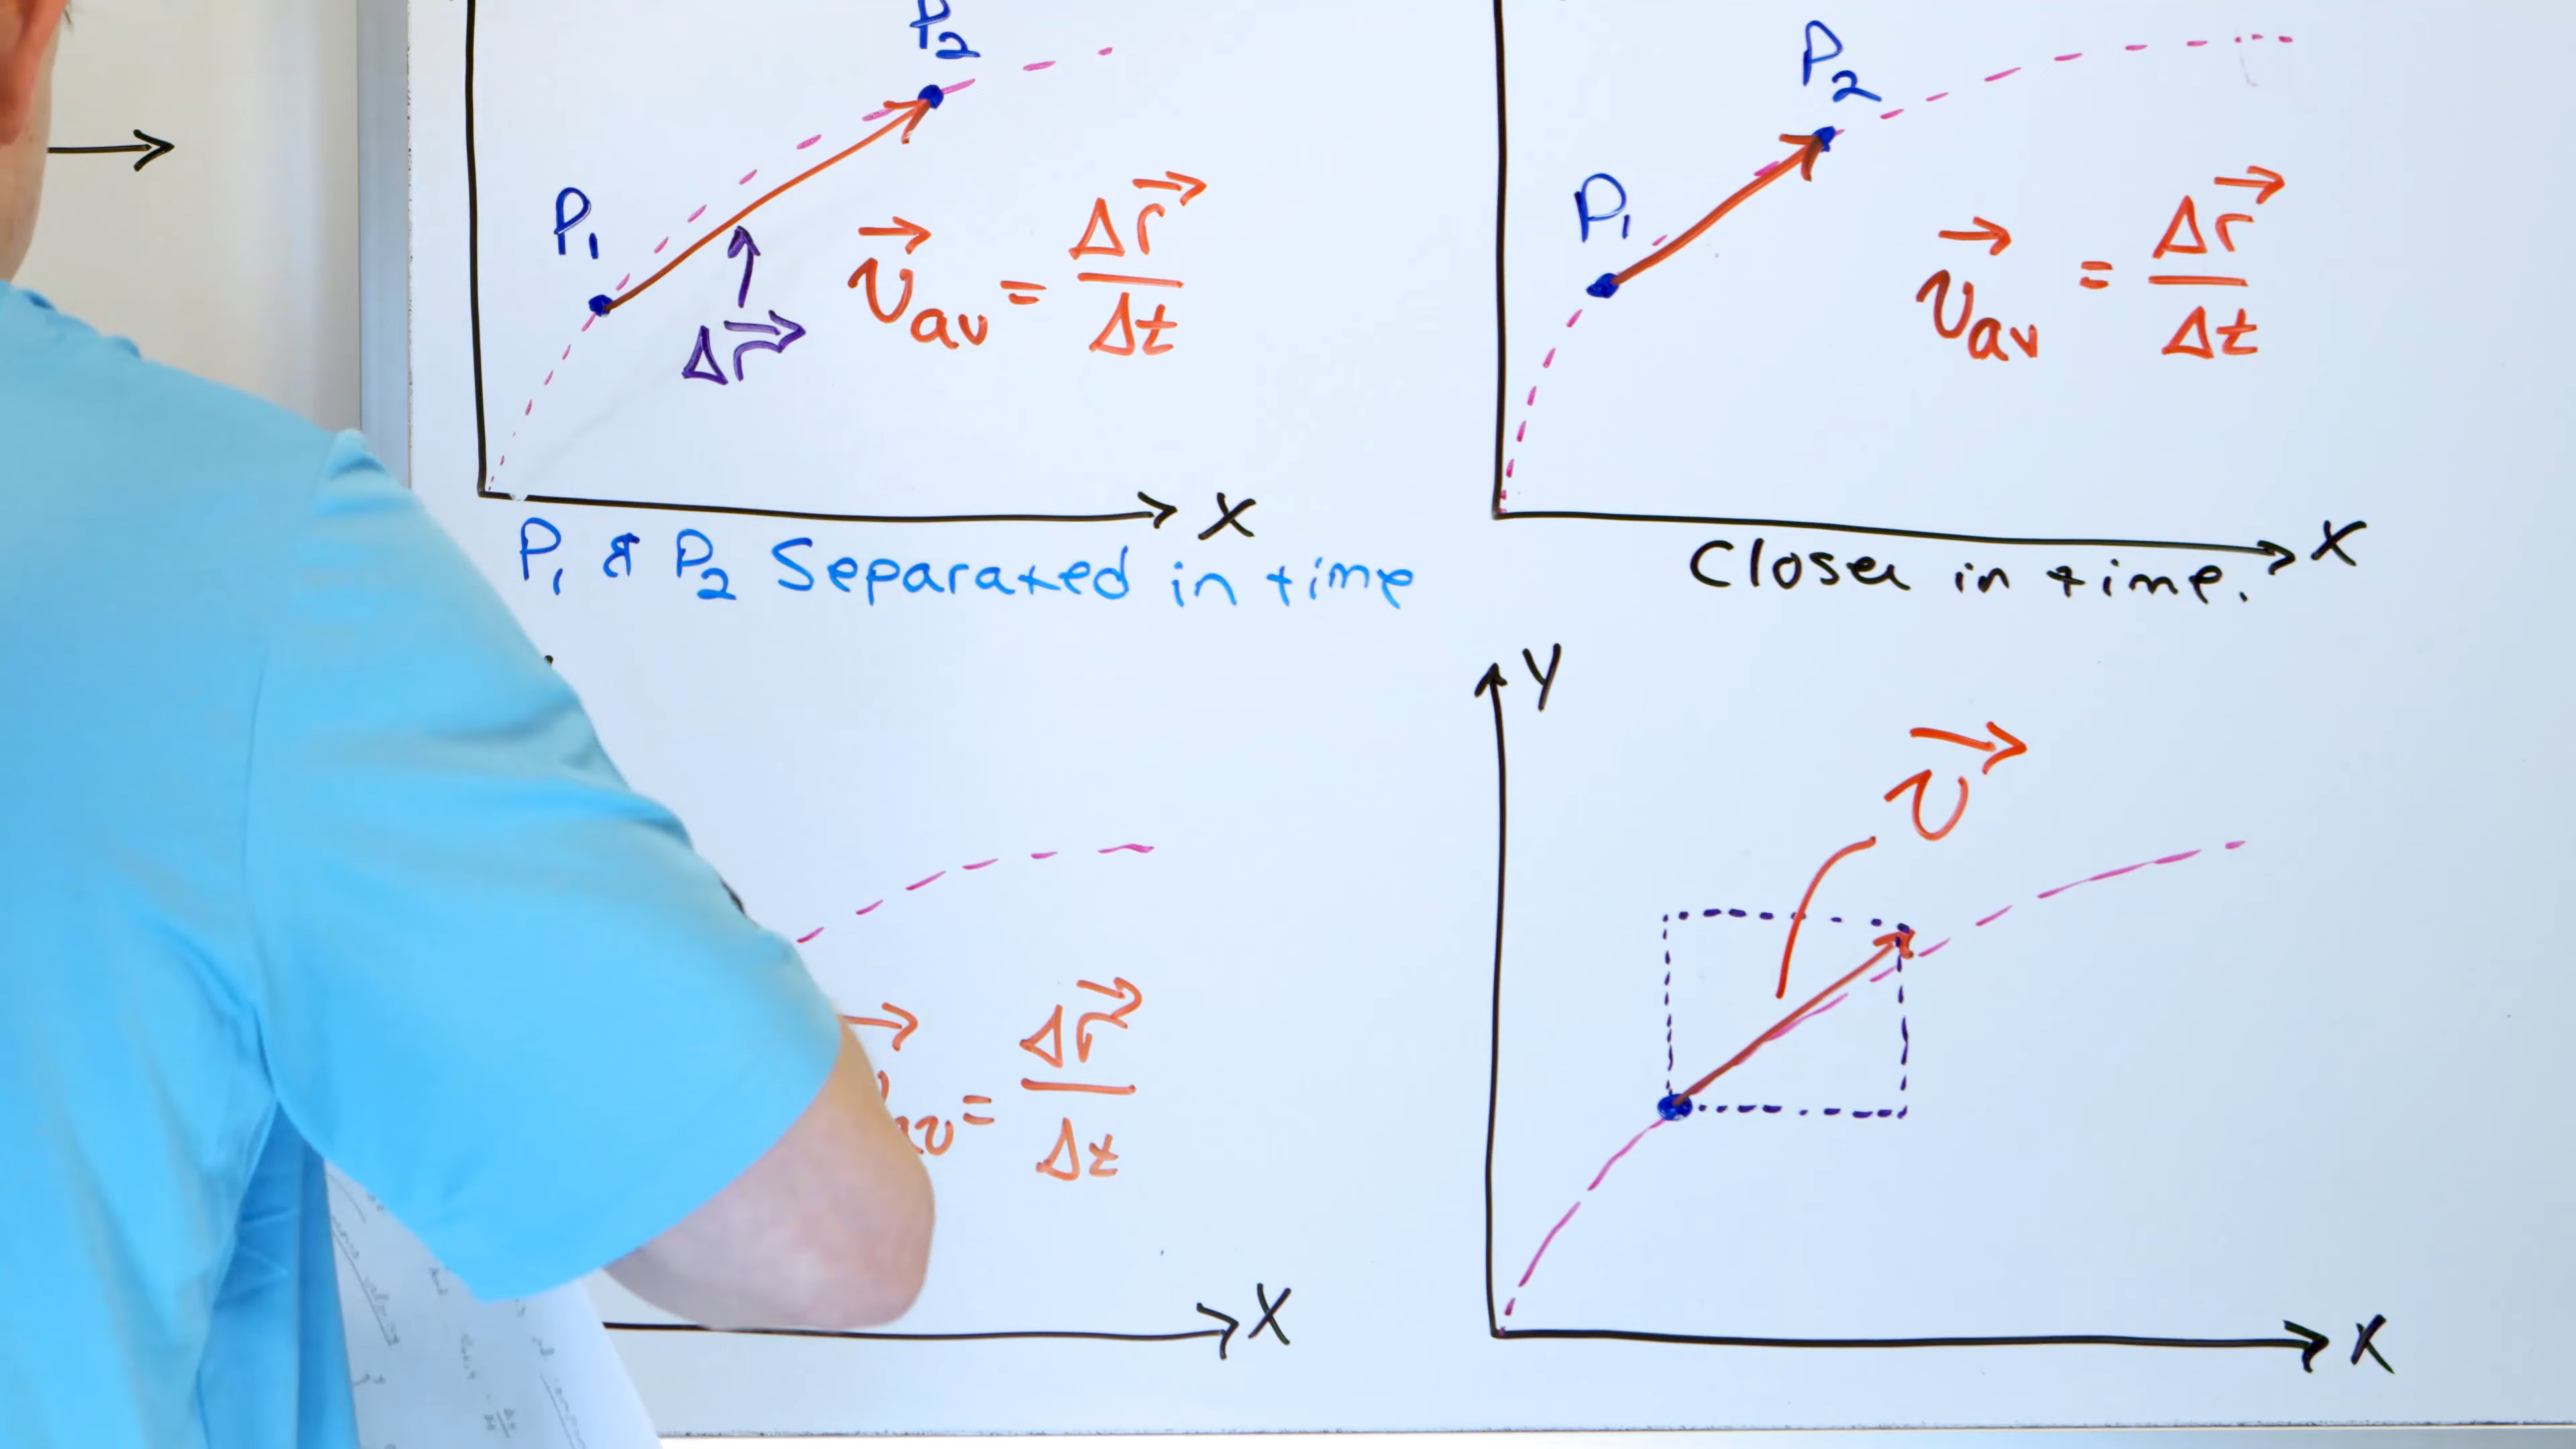 P₂
P₁
Δr⃗
v⃗av = Δr⃗/Δt
X
P₁ & P₂ Separated in time
P₂
P₁
v⃗av = Δr⃗/Δt
X
Closer in time.
= Δr⃗/Δt
X
Y
v⃗
X